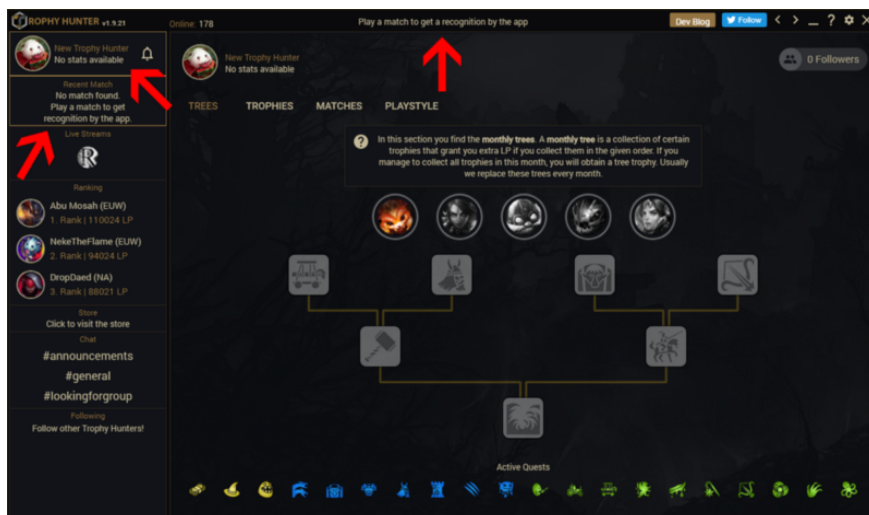 TROPHY HUNTER v1.9.21
Online: 178
Play a match to get a recognition by the app
Dev Blog
Follow
New Trophy Hunter
No stats available
Recent Match
No match found.
Play a match to get
recognition by the app.
Live Streams
Ranking
Abu Mosah (EUW)
1. Rank | 110024 LP
NekeTheFlame (EUW)
2. Rank | 94024 LP
DropDaed (NA)
3. Rank | 88021 LP
Store
Click to visit the store
Chat
#announcements
#general
#lookingforgroup
Following
Follow other Trophy Hunters!
New Trophy Hunter
No stats available
0 Followers
TREES TROPHIES MATCHES PLAYSTYLE
In this section you find the monthly trees. A monthly tree is a collection of certain
trophies that grant you extra LP if you collect them in the given order. If you
manage to collect all trophies in this month, you will obtain a tree trophy. Usually
we replace these trees every month.
Active Quests